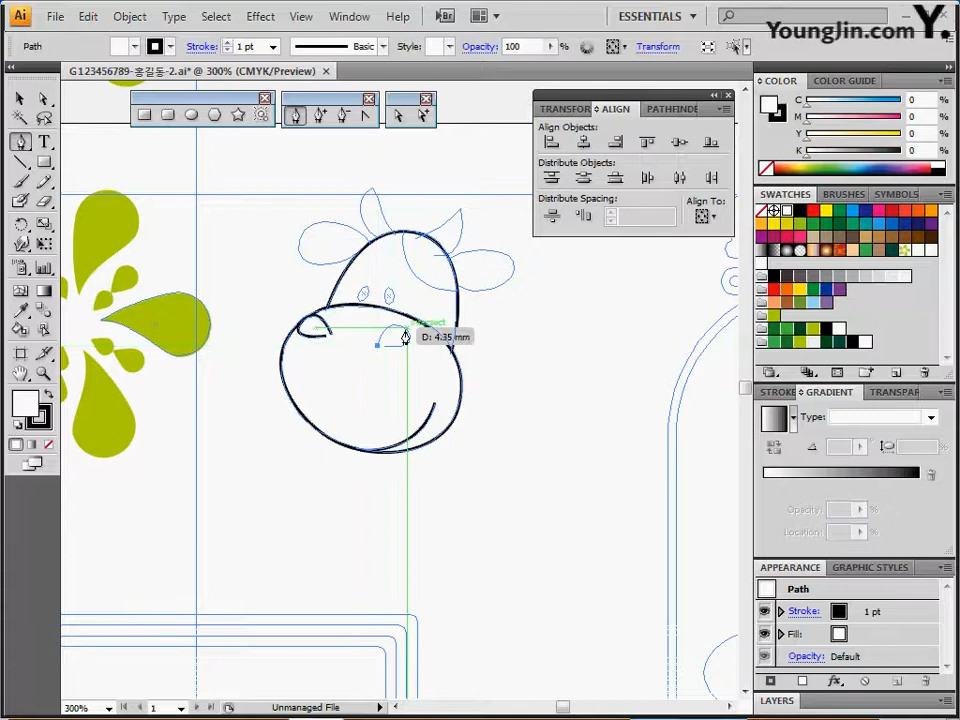 Ai File Edit Object Type Select Effect View Window Help Br ESSENTIALS
YoungJin.com Y.
Path Stroke: 1 pt Basic Style: Opacity: 100 % Transform
G123456789-홍길동-2.ai* @ 300% (CMYK/Preview)
COLOR COLOR GUIDE
C 0 %
M 0 %
Y 0 %
K 0 %
TRANSFOR ALIGN PATHFINDE
Align Objects:
Distribute Objects:
Distribute Spacing: Align To:
SWATCHES BRUSHES SYMBOLS
D: 4.35 mm
STROKE GRADIENT TRANSPAR
Type:
Opacity: %
Location: %
APPEARANCE GRAPHIC STYLES
Path
Stroke: 1 pt
Fill:
Opacity: Default
LAYERS
300% 1 Unmanaged File